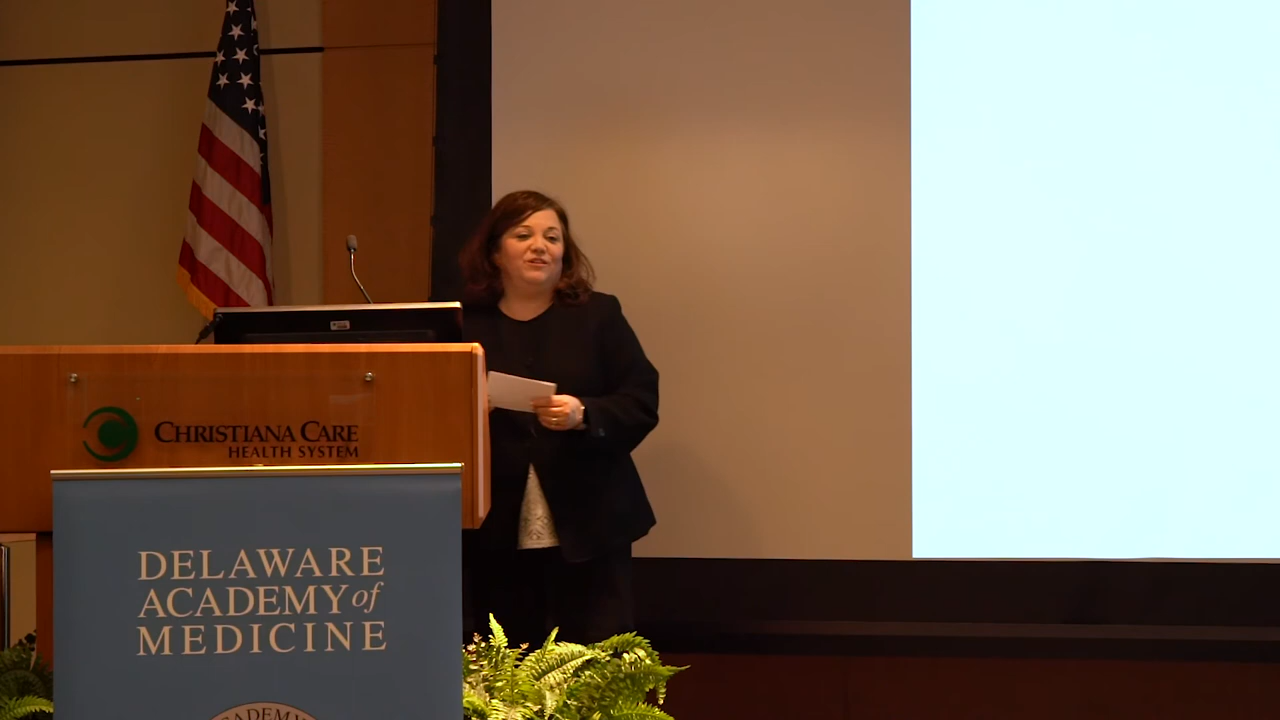 CHRISTIANA CARE
HEALTH SYSTEM
DELAWARE
ACADEMY of
MEDICINE